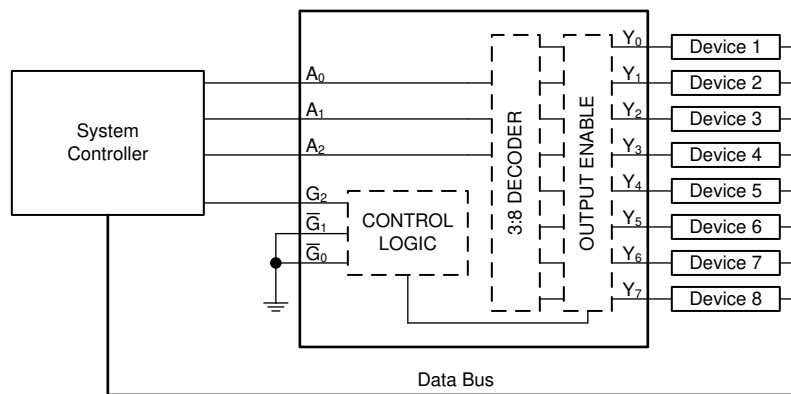 System
Controller
A0
A1
A2
G2
G̅1
G̅0
CONTROL
LOGIC
3:8 DECODER
OUTPUT ENABLE
Y0
Y1
Y2
Y3
Y4
Y5
Y6
Y7
Device 1
Device 2
Device 3
Device 4
Device 5
Device 6
Device 7
Device 8
Data Bus